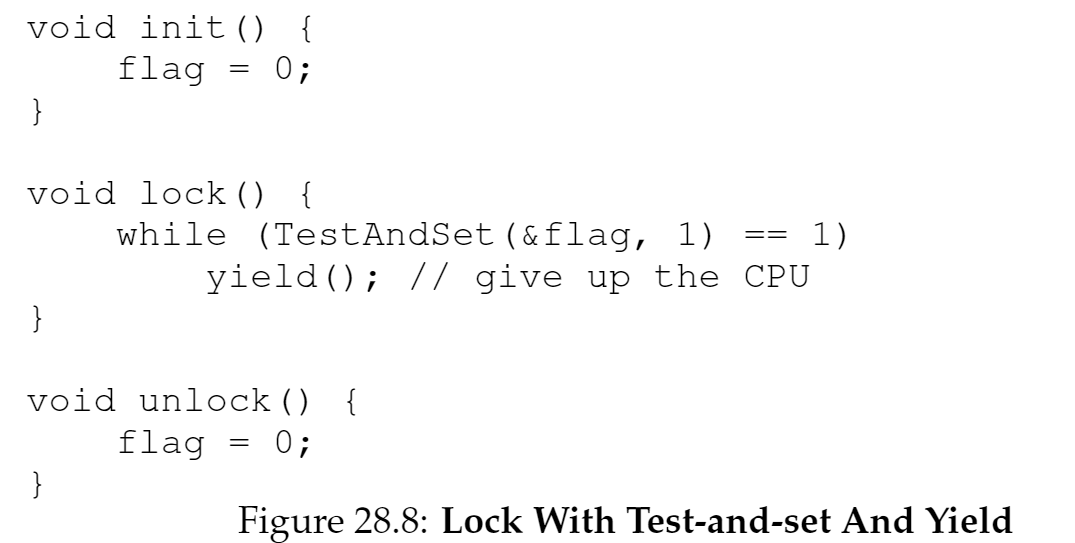 void init() {
    flag = 0;
}

void lock() {
    while (TestAndSet(&flag, 1) == 1)
        yield(); // give up the CPU
}

void unlock() {
    flag = 0;
}
Figure 28.8: Lock With Test-and-set And Yield